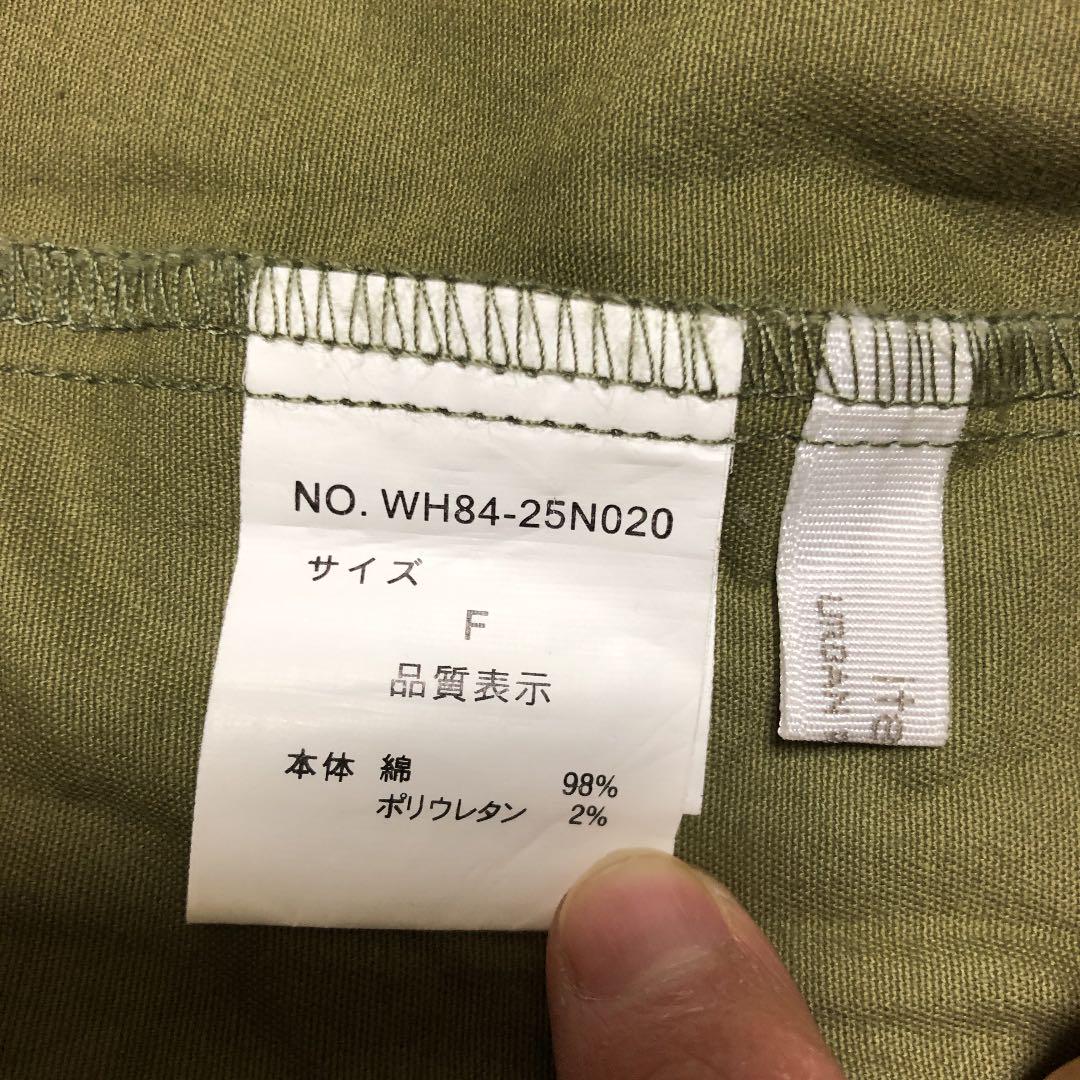 NO. WH84-25N020
サイズ
F
品質表示
本体 綿 98%
ポリウレタン 2%
URBAN